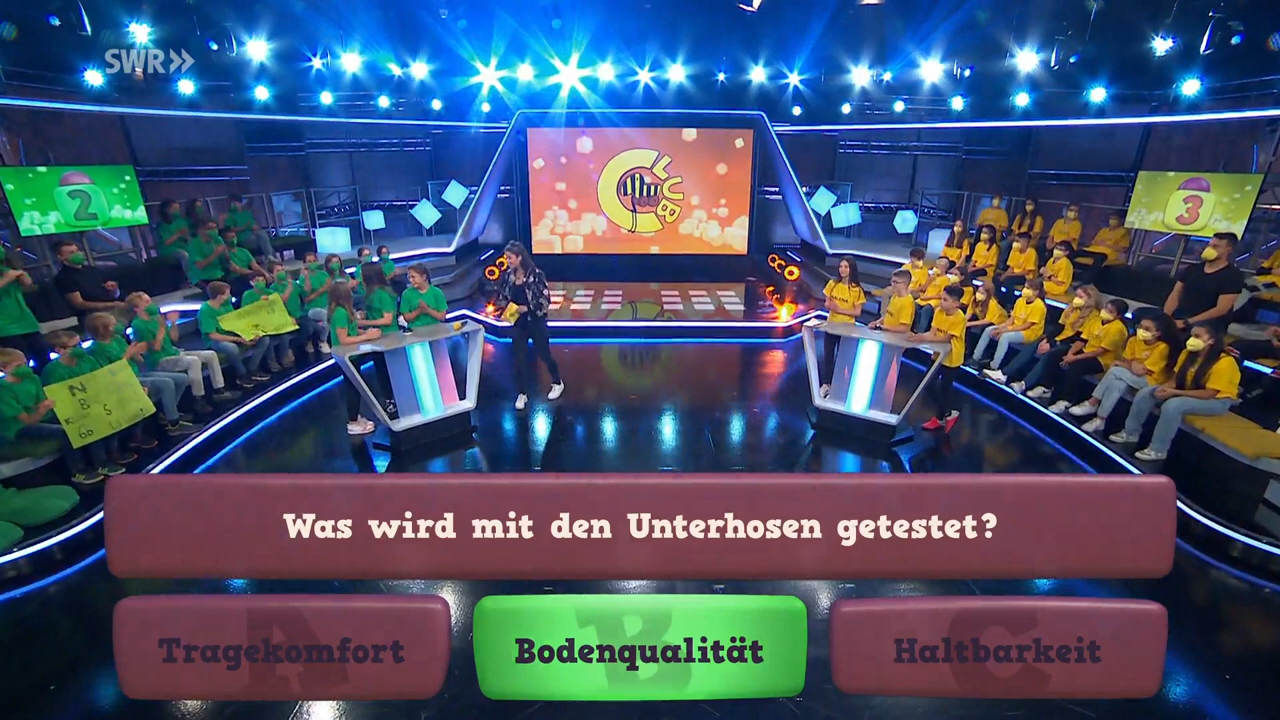 SWR»
2
CLUB
3
N
B S
Was wird mit den Unterhosen getestet?
A
Tragekomfort
B
Bodenqualität
C
Haltbarkeit